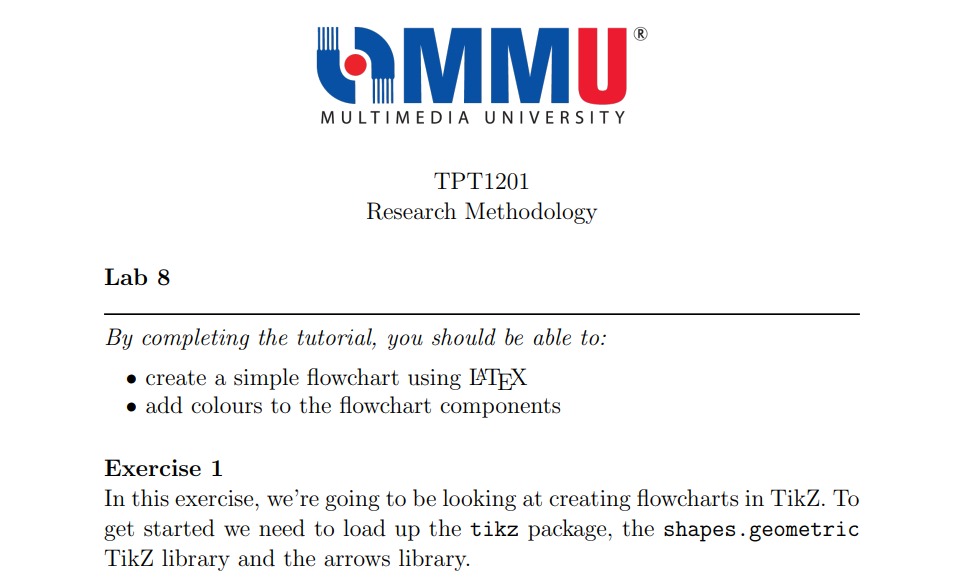 MMU®
MULTIMEDIA UNIVERSITY
TPT1201
Research Methodology
Lab 8
By completing the tutorial, you should be able to:
• create a simple flowchart using LATEX
• add colours to the flowchart components
Exercise 1
In this exercise, we're going to be looking at creating flowcharts in TikZ. To
get started we need to load up the tikz package, the shapes.geometric
TikZ library and the arrows library.